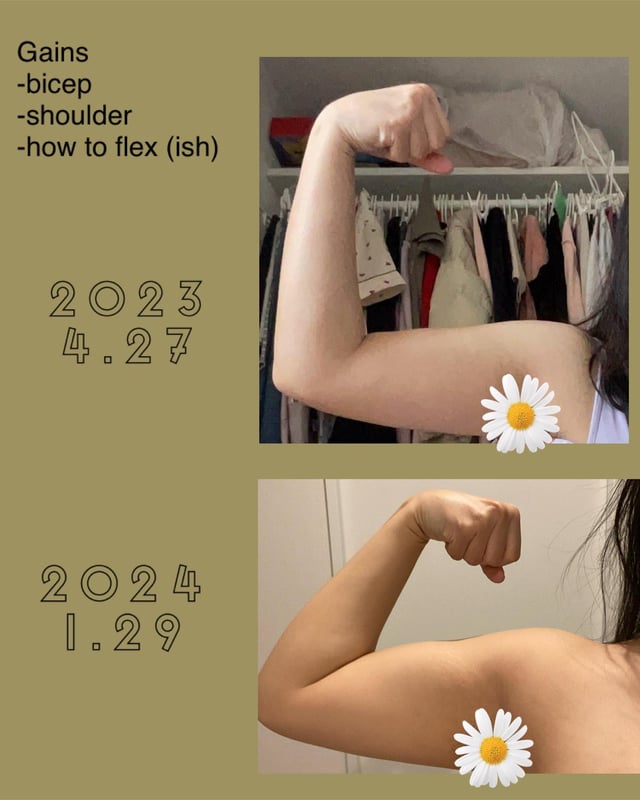 Gains
-bicep
-shoulder
-how to flex (ish)
2023
4.27
2024
1.29